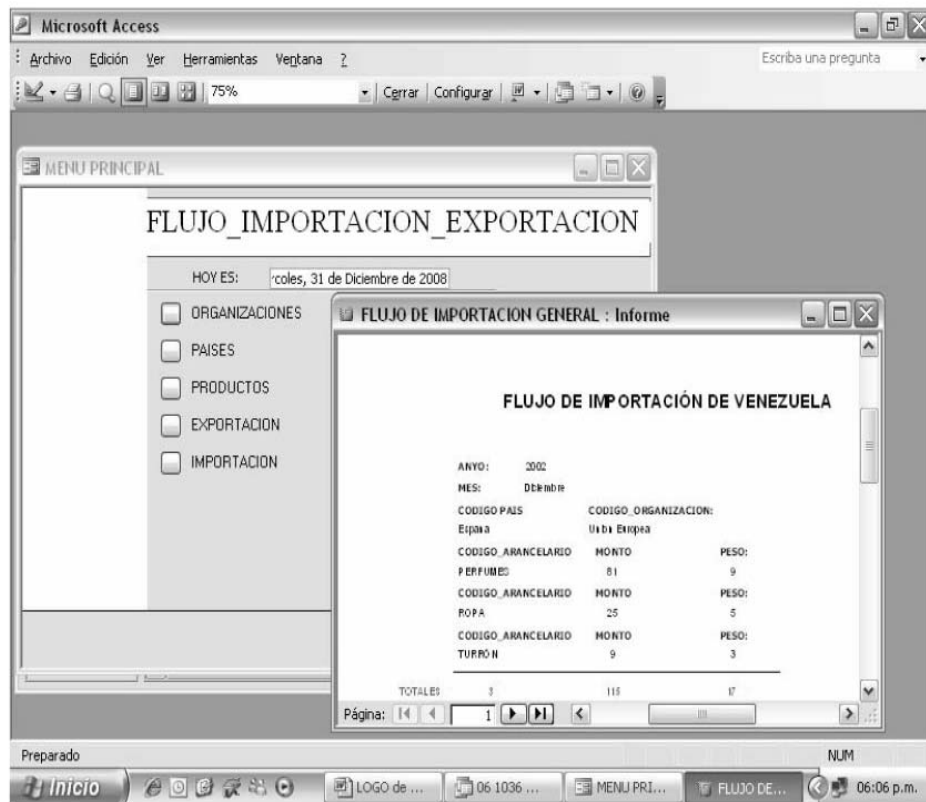 Microsoft Access
Archivo Edición Ver Herramientas Ventana ?
Escriba una pregunta
75% Cerrar Configurar
MENU PRINCIPAL
FLUJO_IMPORTACION_EXPORTACION
HOY ES: rcoles, 31 de Diciembre de 2008
ORGANIZACIONES
PAISES
PRODUCTOS
EXPORTACION
IMPORTACION
FLUJO DE IMPORTACION GENERAL : Informe
FLUJO DE IMPORTACIÓN DE VENEZUELA
ANYO: 2002
MES: Diciembre
CODIGO PAIS CODIGO_ORGANIZACION:
España Unión Europea
CODIGO_ARANCELARIO MONTO PESO:
PERFUMES 81 9
CODIGO_ARANCELARIO MONTO PESO:
ROPA 25 5
CODIGO_ARANCELARIO MONTO PESO:
TURRÓN 9 3
TOTALES 3 115 17
Página: 1
Preparado
NUM
Inicio
LOGO de ...
06 1036 ...
MENU PRI...
FLUJO DE...
06:06 p.m.